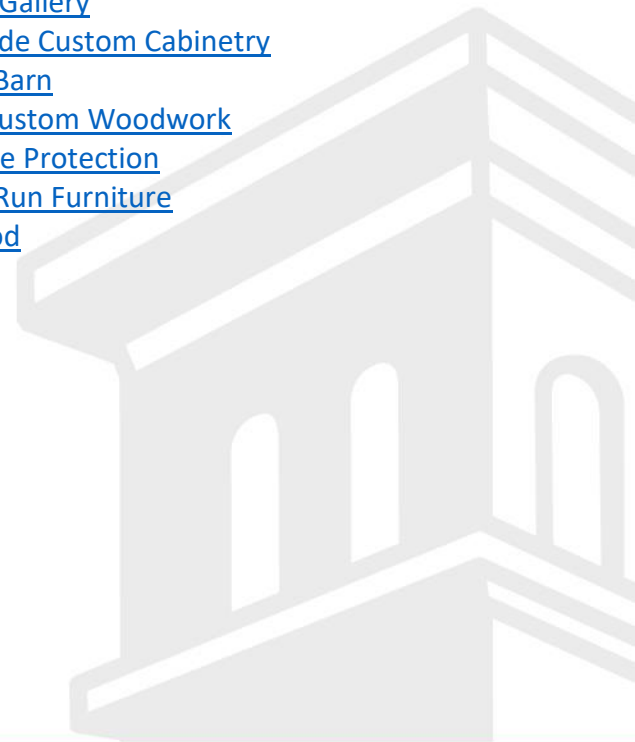 Gallery
de Custom Cabinetry
Barn
ustom Woodwork
e Protection
Run Furniture
od